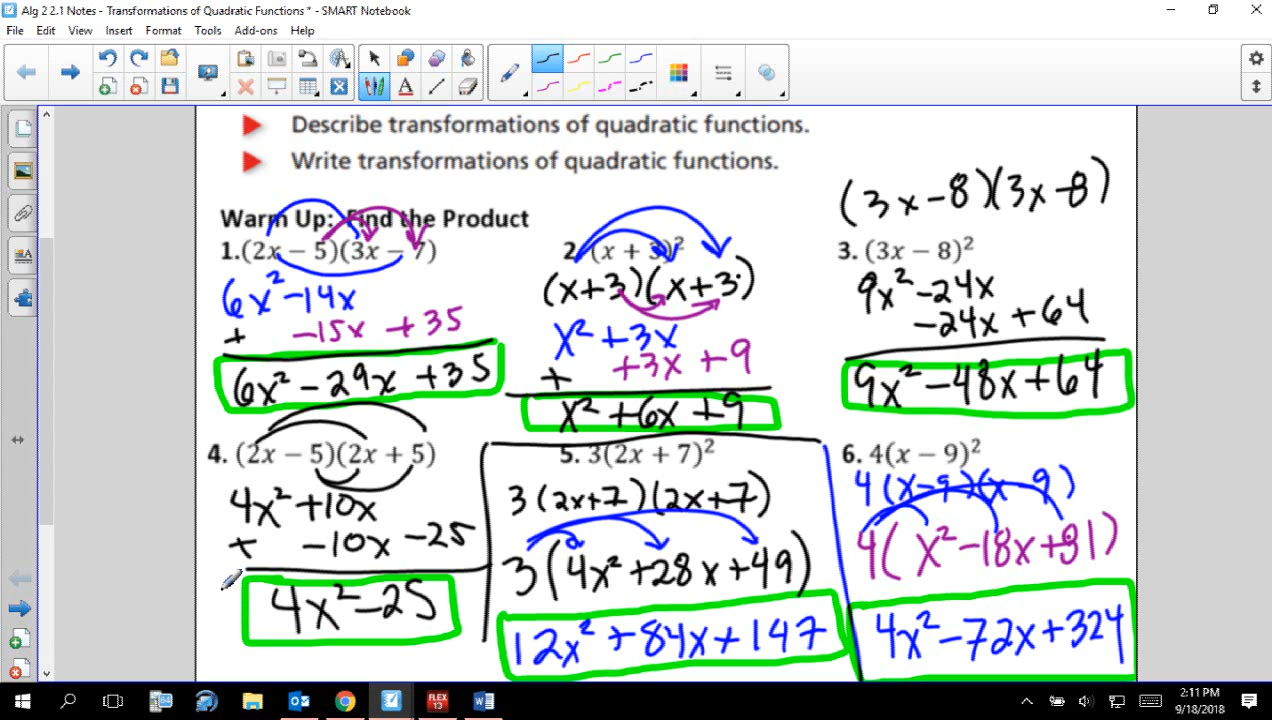 Alg 2 2.1 Notes - Transformations of Quadratic Functions * - SMART Notebook
File Edit View Insert Format Tools Add-ons Help
Describe transformations of quadratic functions.
Write transformations of quadratic functions.
(3x-8)(3x-8)
Warm Up: Find the Product
1.(2x − 5)(3x − 7)
6x² -14x
+ -15x +35
6x² -29x +35
2. (x + 3)²
(x+3)(x+3)
x² +3x
+ +3x +9
x² +6x +9
3. (3x − 8)²
9x² -24x
-24x +64
9x² -48x+64
4. (2x − 5)(2x + 5)
4x² +10x
+ -10x -25
4x² -25
5. 3(2x + 7)²
3(2x+7)(2x+7)
3(4x² +28x+49)
12x² +84x+147
6. 4(x − 9)²
4(x-9)(x-9)
4(x² -18x+81)
4x² -72x+324
FLEX 13
2:11 PM
9/18/2018